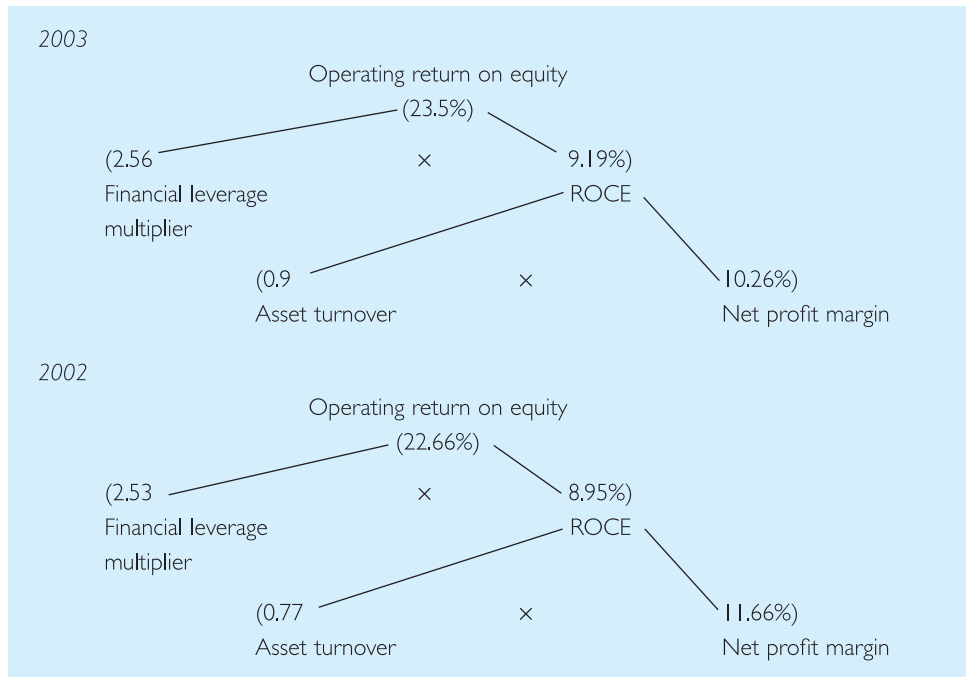 2003
Operating return on equity
(23.5%)
(2.56 × 9.19%)
Financial leverage ROCE
multiplier
(0.9 × 10.26%)
Asset turnover Net profit margin
2002
Operating return on equity
(22.66%)
(2.53 × 8.95%)
Financial leverage ROCE
multiplier
(0.77 × 11.66%)
Asset turnover Net profit margin